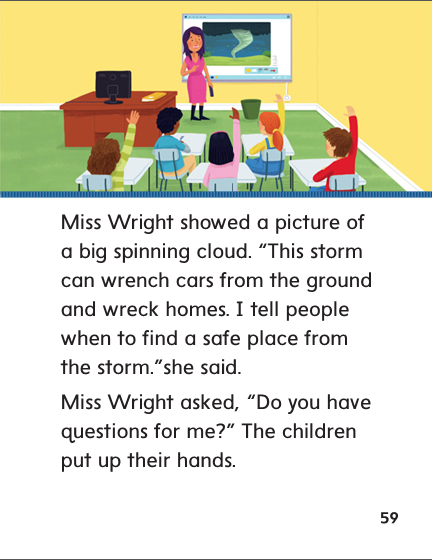 Miss Wright showed a picture of
a big spinning cloud. “This storm
can wrench cars from the ground
and wreck homes. I tell people
when to find a safe place from
the storm.”she said.
Miss Wright asked, “Do you have
questions for me?” The children
put up their hands.
59